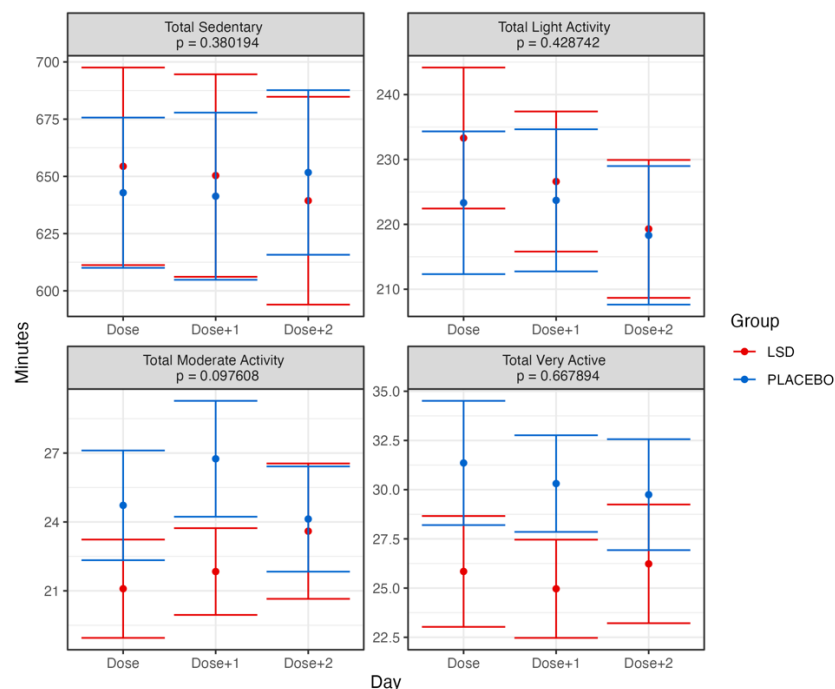 Total Sedentary
p = 0.380194
Total Light Activity
p = 0.428742
700
675
650
625
600
240
230
220
210
Dose
Dose+1
Dose+2
Dose
Dose+1
Dose+2
Minutes
Group
LSD
PLACEBO
Total Moderate Activity
p = 0.097608
Total Very Active
p = 0.667894
27
24
21
35.0
32.5
30.0
27.5
25.0
22.5
Dose
Dose+1
Dose+2
Dose
Dose+1
Dose+2
Day